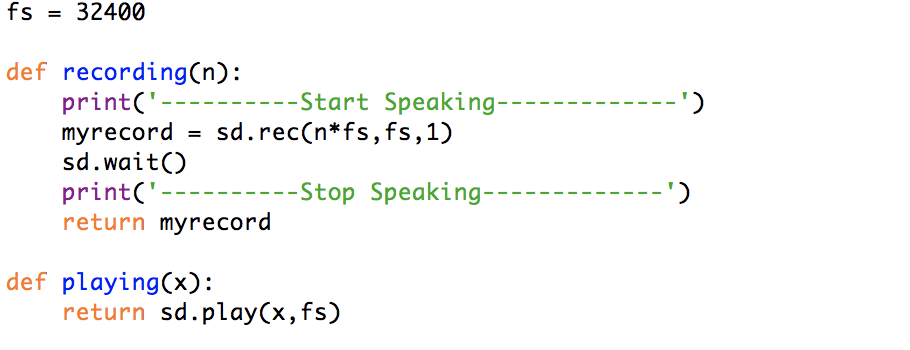 fs = 32400
def recording(n):
print('----------Start Speaking-------------')
myrecord = sd.rec(n*fs,fs,1)
sd.wait()
print('----------Stop Speaking-------------')
return myrecord
def playing(x):
return sd.play(x,fs)